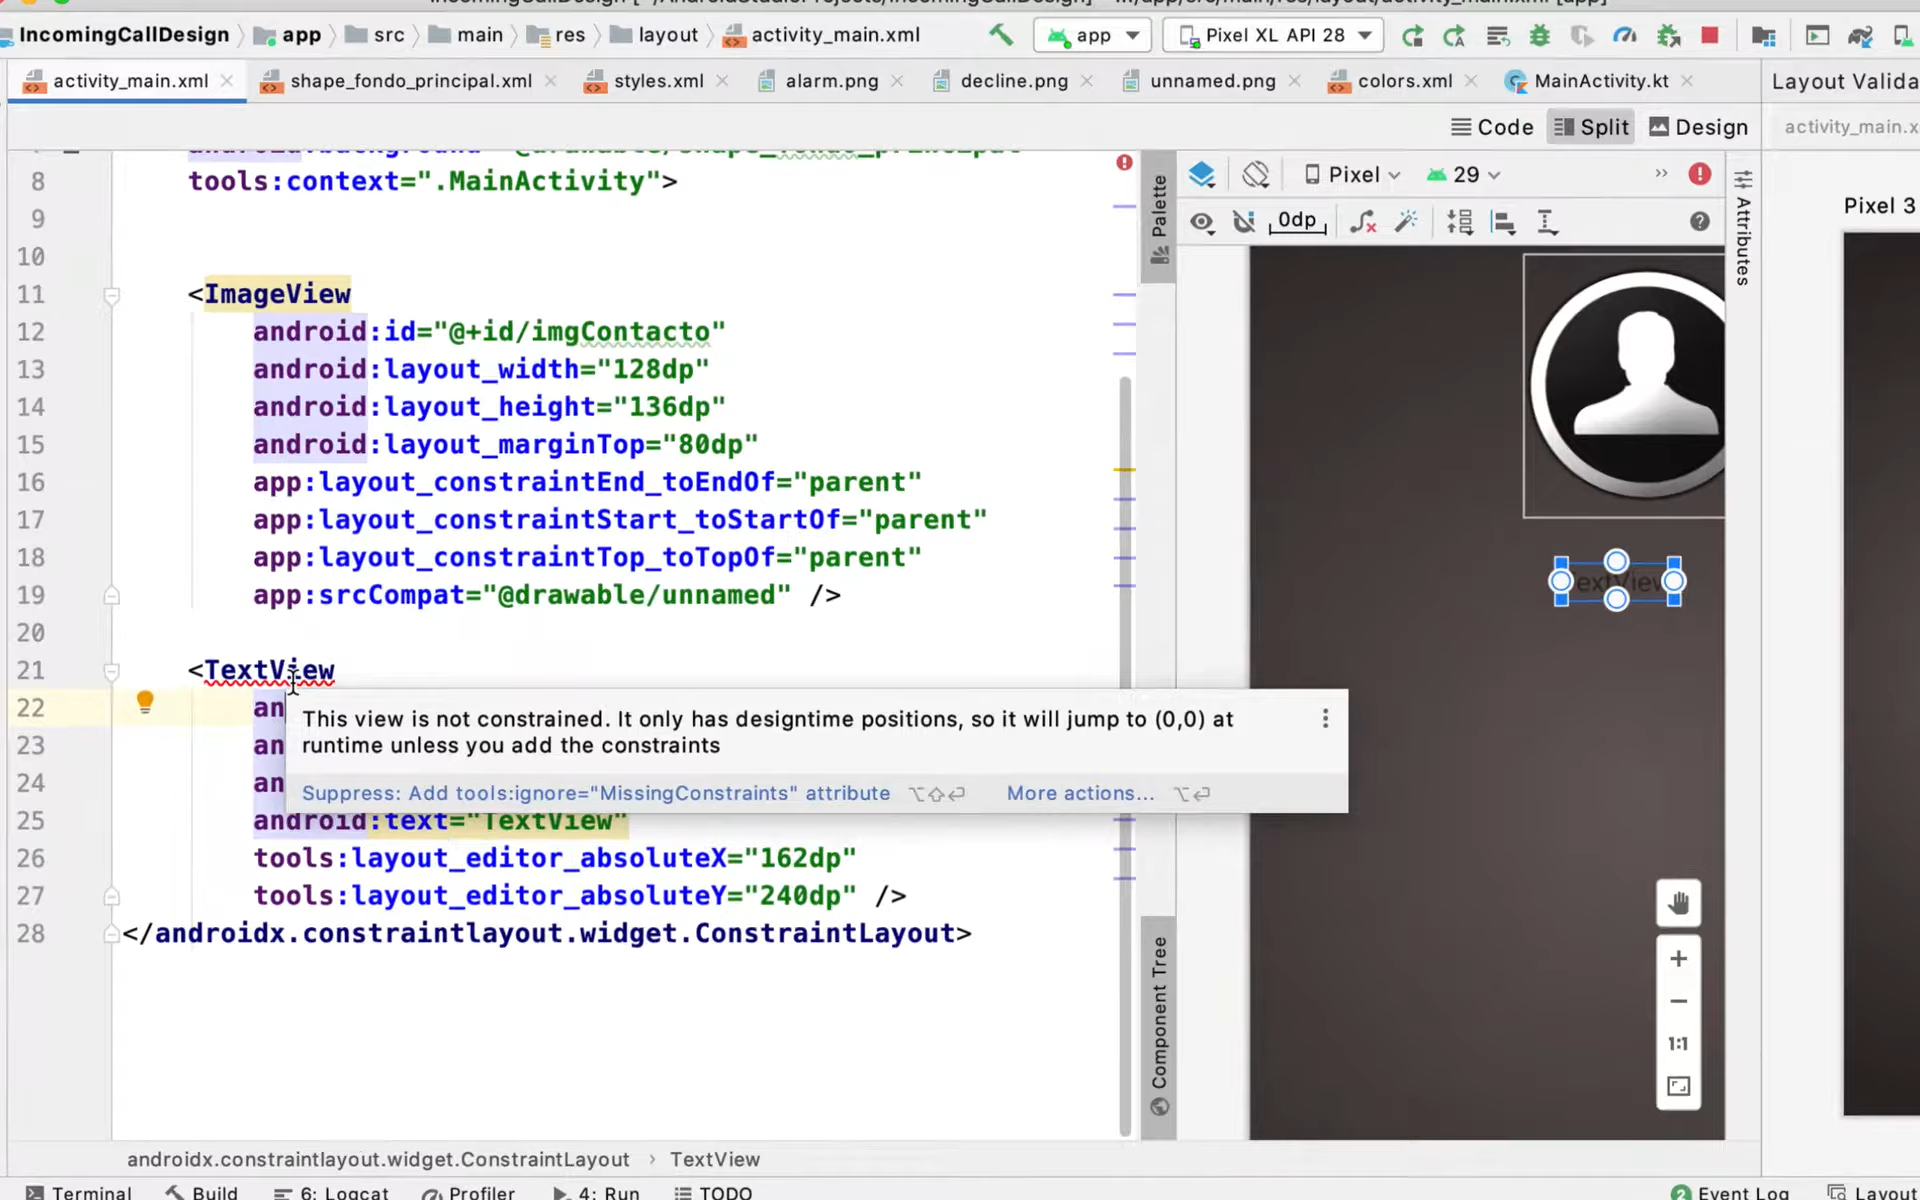 IncomingCallDesign app src main res layout activity_main.xml app Pixel XL API 28
activity_main.xml shape_fondo_principal.xml styles.xml alarm.png decline.png unnamed.png colors.xml MainActivity.kt Layout Valida
Code Split Design activity_main.x
8 tools:context=".MainActivity">
9
10
11 <ImageView
12 android:id="@+id/imgContacto"
13 android:layout_width="128dp"
14 android:layout_height="136dp"
15 android:layout_marginTop="80dp"
16 app:layout_constraintEnd_toEndOf="parent"
17 app:layout_constraintStart_toStartOf="parent"
18 app:layout_constraintTop_toTopOf="parent"
19 app:srcCompat="@drawable/unnamed" />
20
21 <TextView
22 an
23 an
24 an
This view is not constrained. It only has designtime positions, so it will jump to (0,0) at
runtime unless you add the constraints
Suppress: Add tools:ignore="MissingConstraints" attribute ⌥⇧⏎ More actions... ⌥⏎
25 android:text="TextView"
26 tools:layout_editor_absoluteX="162dp"
27 tools:layout_editor_absoluteY="240dp" />
28 </androidx.constraintlayout.widget.ConstraintLayout>
Palette
Component Tree
Pixel 29 »
0dp
TextView
1:1
Attributes
Pixel 3
androidx.constraintlayout.widget.ConstraintLayout › TextView
Terminal Build 6: Logcat Profiler 4: Run TODO 2 Event Log Layout